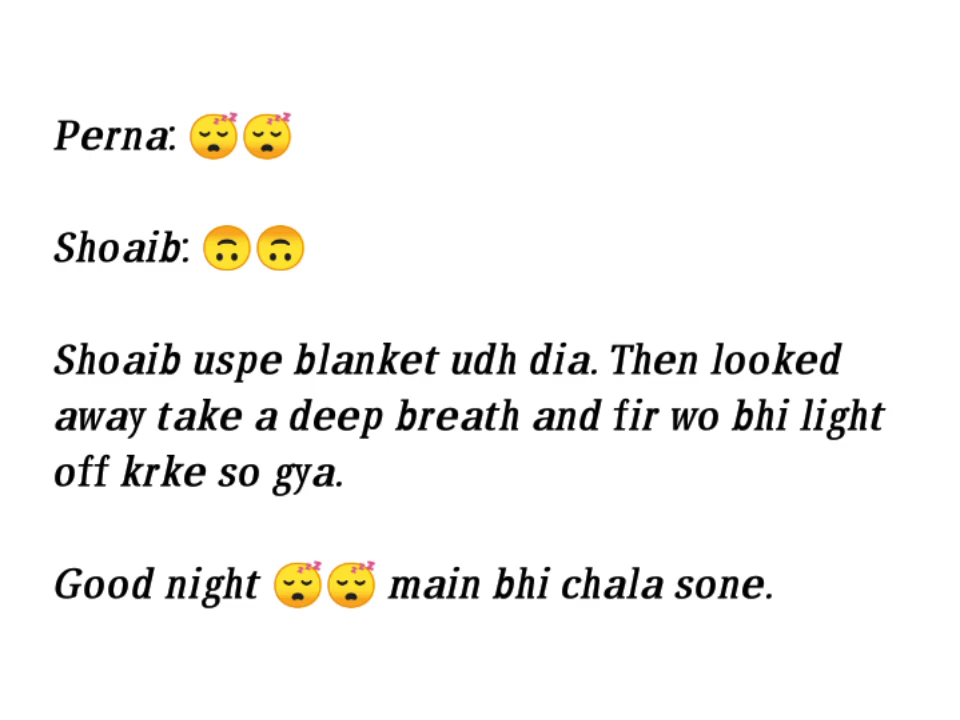 Perna: 😴😴
Shoaib: 🙃🙃
Shoaib uspe blanket udh dia. Then looked
away take a deep breath and fir wo bhi light
off krke so gya.
Good night 😴😴 main bhi chala sone.